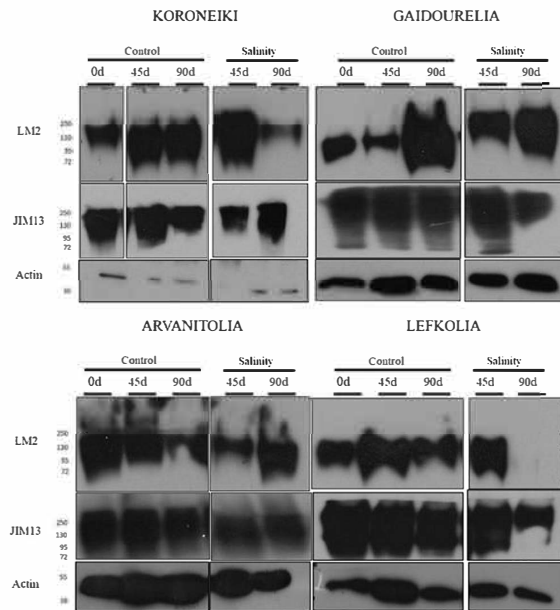 KORONEIKI GAIDOURELIA
Control Salinity Control Salinity
0d 45d 90d 45d 90d 0d 45d 90d 45d 90d
LM2
250
130
95
72
JIM13
250
130
95
72
Actin
55
ARVANITOLIA LEFKOLIA
Control Salinity Control Salinity
0d 45d 90d 45d 90d 0d 45d 90d 45d 90d
LM2
250
130
95
72
JIM13
250
130
95
72
Actin
55